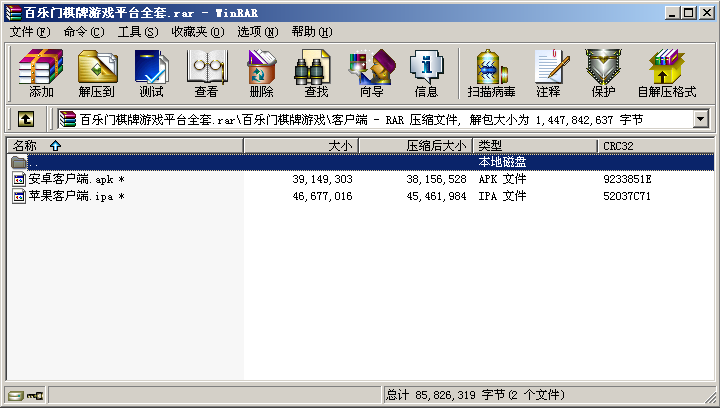 百乐门棋牌游戏平台全套.rar - WinRAR
文件(F) 命令(C) 工具(S) 收藏夹(O) 选项(N) 帮助(H)
添加 解压到 测试 查看 删除 查找 向导 信息 扫描病毒 注释 保护 自解压格式
百乐门棋牌游戏平台全套.rar\百乐门棋牌游戏\客户端 - RAR 压缩文件, 解包大小为 1,447,842,637 字节
名称 大小 压缩后大小 类型 CRC32
.. 本地磁盘
安卓客户端.apk * 39,149,303 38,156,528 APK 文件 9233851E
苹果客户端.ipa * 46,677,016 45,461,984 IPA 文件 52037C71
总计 85,826,319 字节(2 个文件)